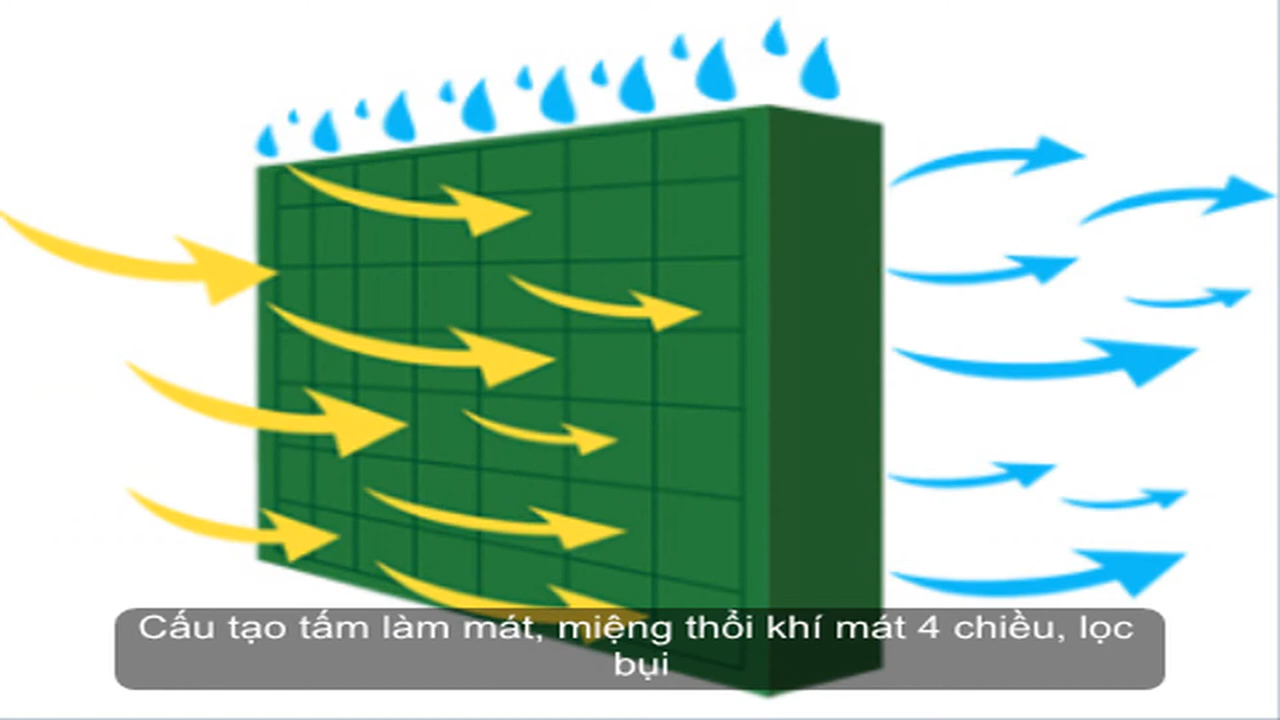 Cấu tạo tấm làm mát, miệng thổi khí mát 4 chiều, lọc
bụi